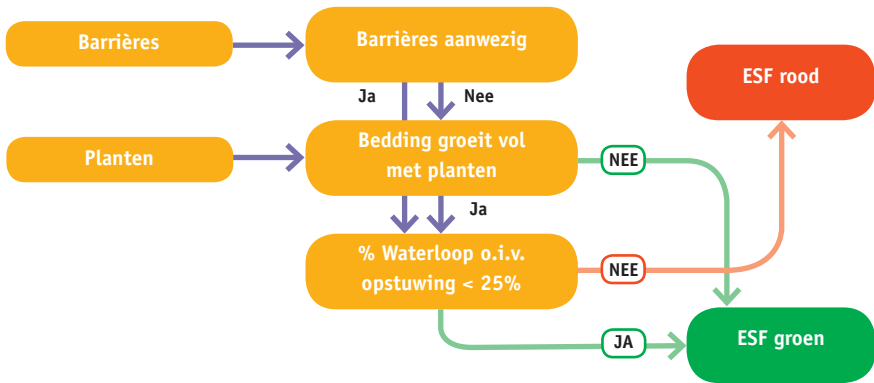 Barrières
Barrières aanwezig
ESF rood
Ja
Nee
Planten
Bedding groeit vol
met planten
NEE
Ja
% Waterloop o.i.v.
opstuwing < 25%
NEE
JA
ESF groen